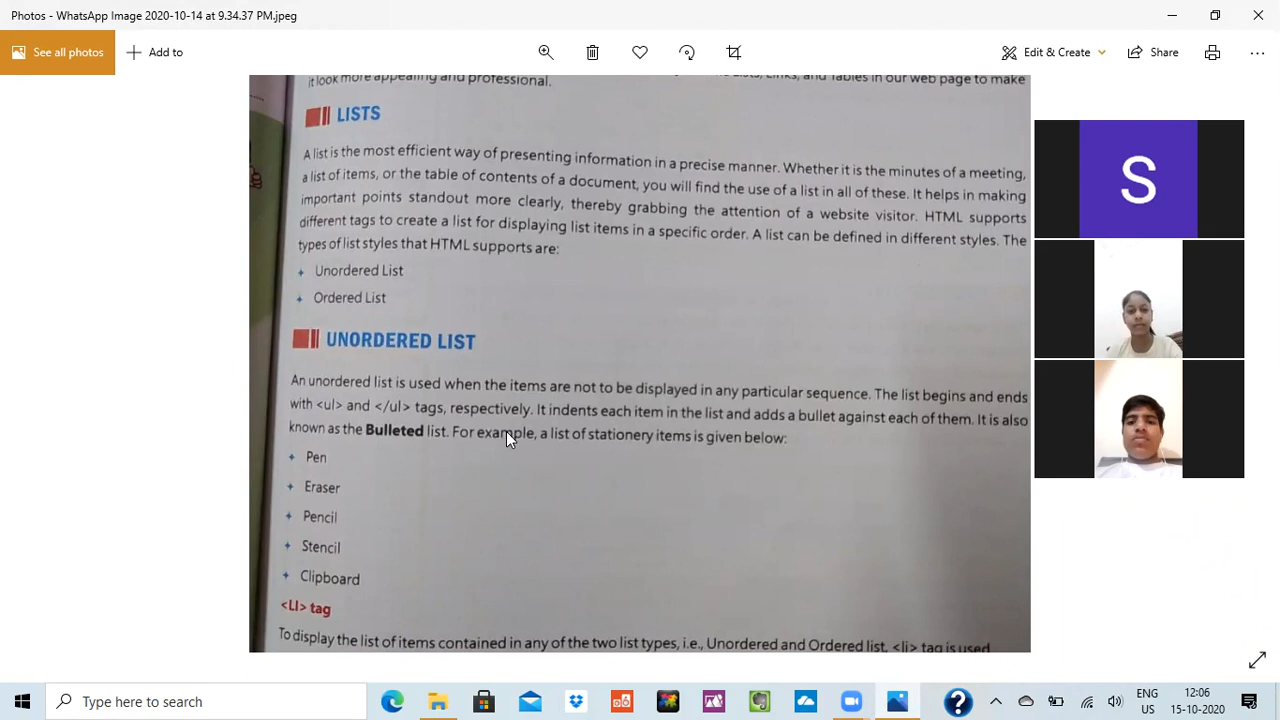 Photos - WhatsApp Image 2020-10-14 at 9.34.37 PM.jpeg
See all photos
Add to
Edit & Create
Share
Lists, Links, and Tables in our web page to make
it look more appealing and professional.
LISTS
A list is the most efficient way of presenting information in a precise manner. Whether it is the minutes of a meeting,
a list of items, or the table of contents of a document, you will find the use of a list in all of these. It helps in making
important points standout more clearly, thereby grabbing the attention of a website visitor. HTML supports
different tags to create a list for displaying list items in a specific order. A list can be defined in different styles. The
types of list styles that HTML supports are:
Unordered List
Ordered List
UNORDERED LIST
An unordered list is used when the items are not to be displayed in any particular sequence. The list begins and ends
with <ul> and </ul> tags, respectively. It indents each item in the list and adds a bullet against each of them. It is also
known as the Bulleted list. For example, a list of stationery items is given below:
Pen
Eraser
Pencil
Stencil
Clipboard
<LI> tag
To display the list of items contained in any of the two list types, i.e., Unordered and Ordered list, <li> tag is used
S
Type here to search
ENG
US
12:06
15-10-2020